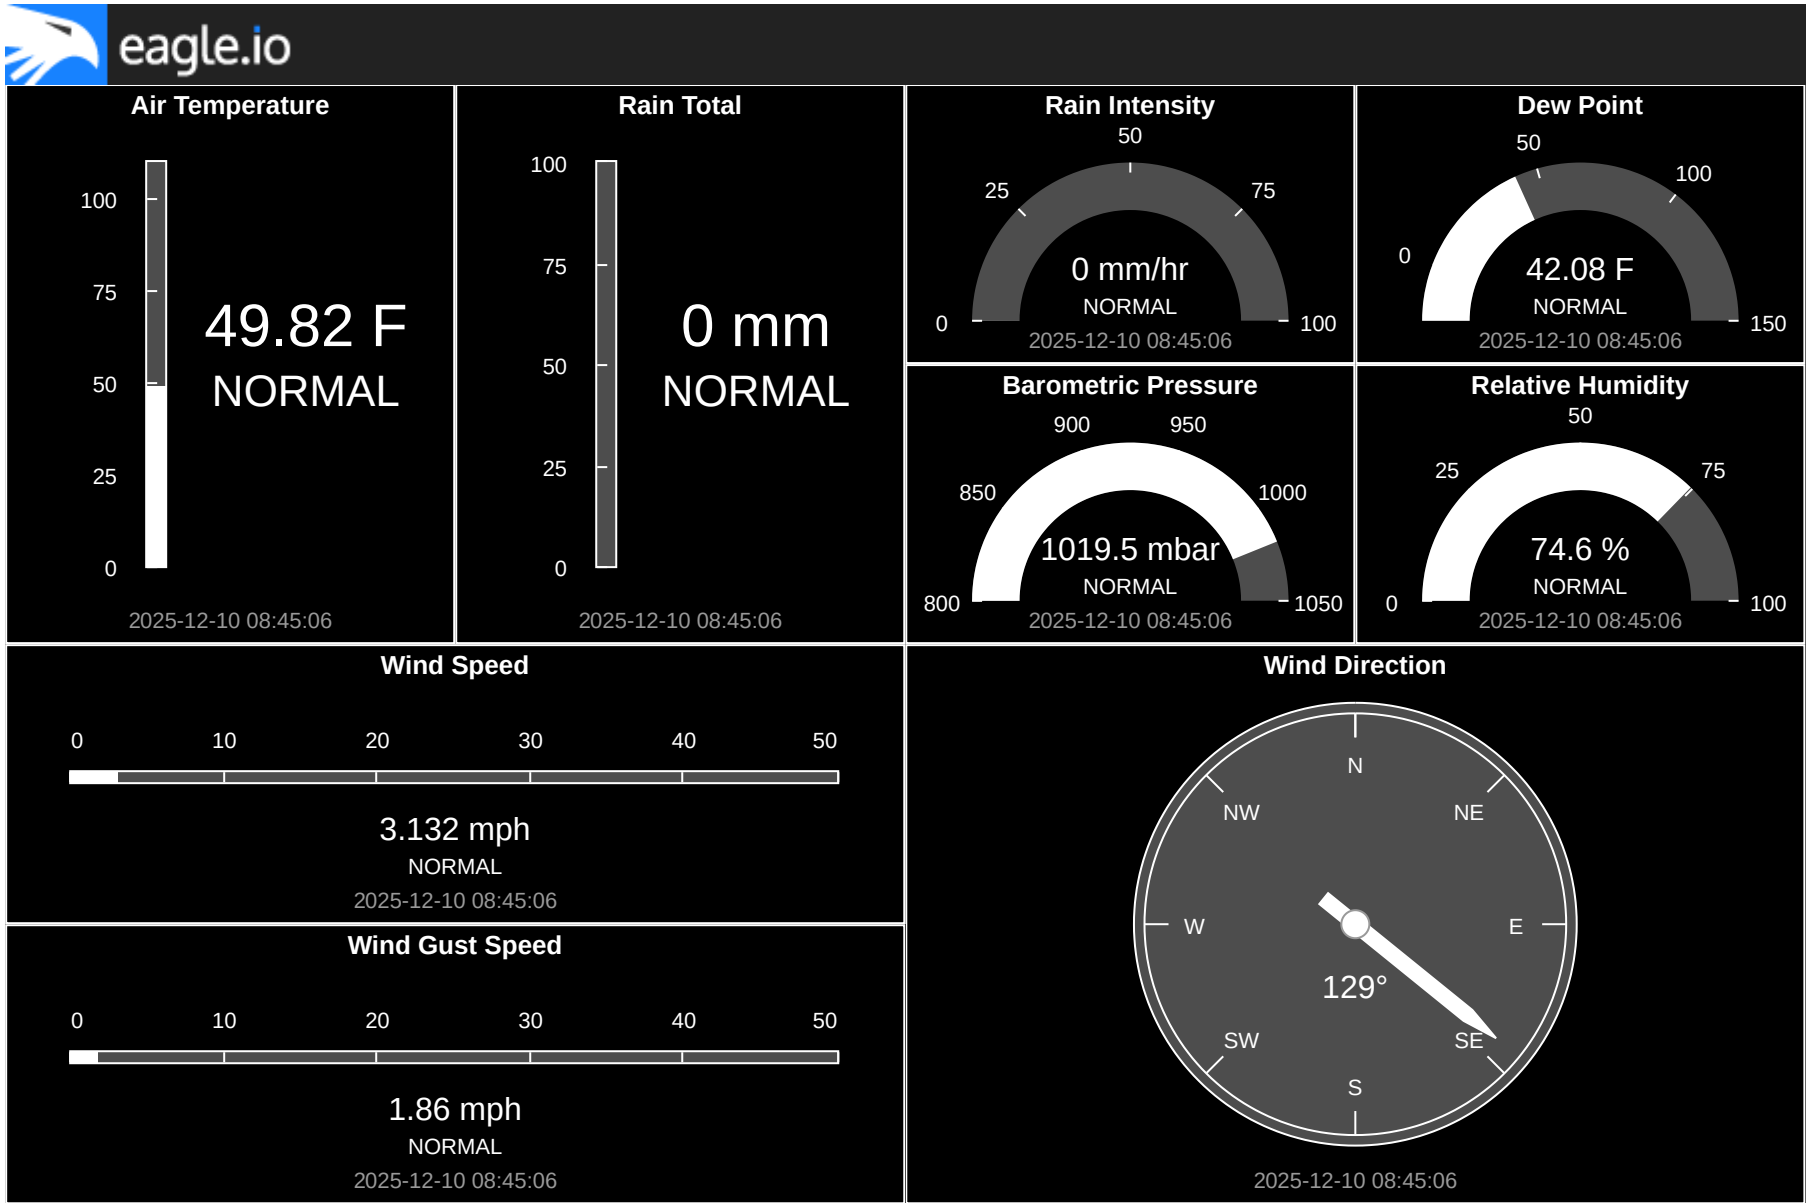 eagle.io
Air Temperature
100
75
50
25
0
49.82 F
NORMAL
2025-12-10 08:45:06
Rain Total
100
75
50
25
0
0 mm
NORMAL
2025-12-10 08:45:06
Rain Intensity
50
25
75
0
100
0 mm/hr
NORMAL
2025-12-10 08:45:06
Dew Point
50
100
0
150
42.08 F
NORMAL
2025-12-10 08:45:06
Barometric Pressure
900
950
850
1000
800
1050
1019.5 mbar
NORMAL
2025-12-10 08:45:06
Relative Humidity
50
25
75
0
100
74.6 %
NORMAL
2025-12-10 08:45:06
Wind Speed
0 10 20 30 40 50
3.132 mph
NORMAL
2025-12-10 08:45:06
Wind Gust Speed
0 10 20 30 40 50
1.86 mph
NORMAL
2025-12-10 08:45:06
Wind Direction
N
NW
NE
W
E
129°
SW
SE
S
2025-12-10 08:45:06